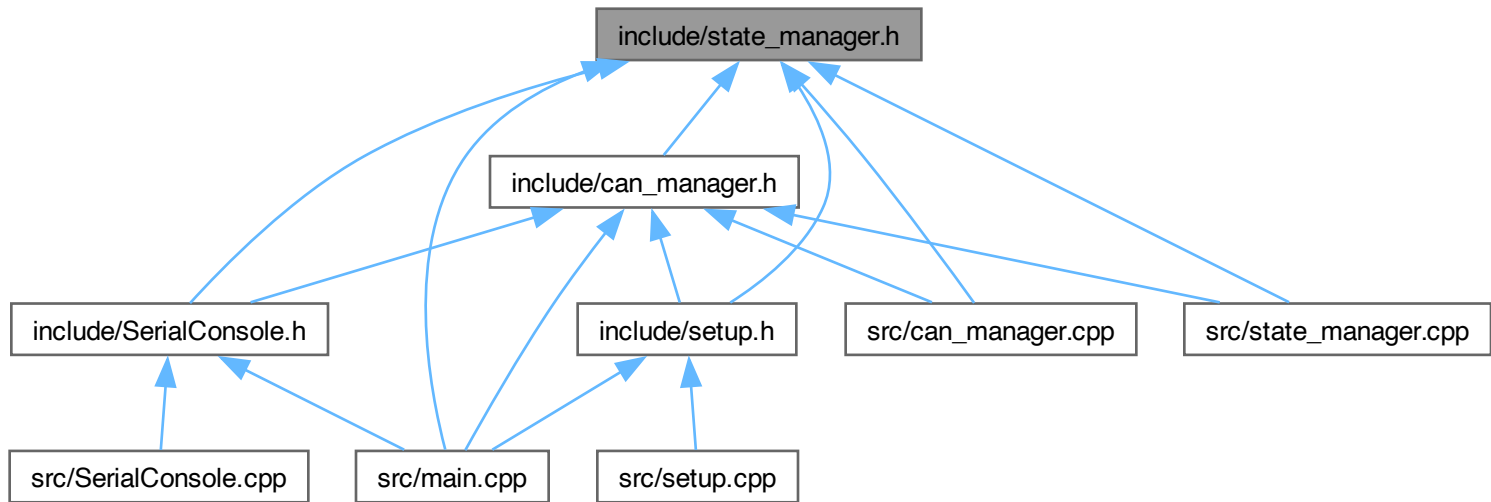 include/state_manager.h
include/can_manager.h
include/SerialConsole.h
include/setup.h
src/can_manager.cpp
src/state_manager.cpp
src/SerialConsole.cpp
src/main.cpp
src/setup.cpp